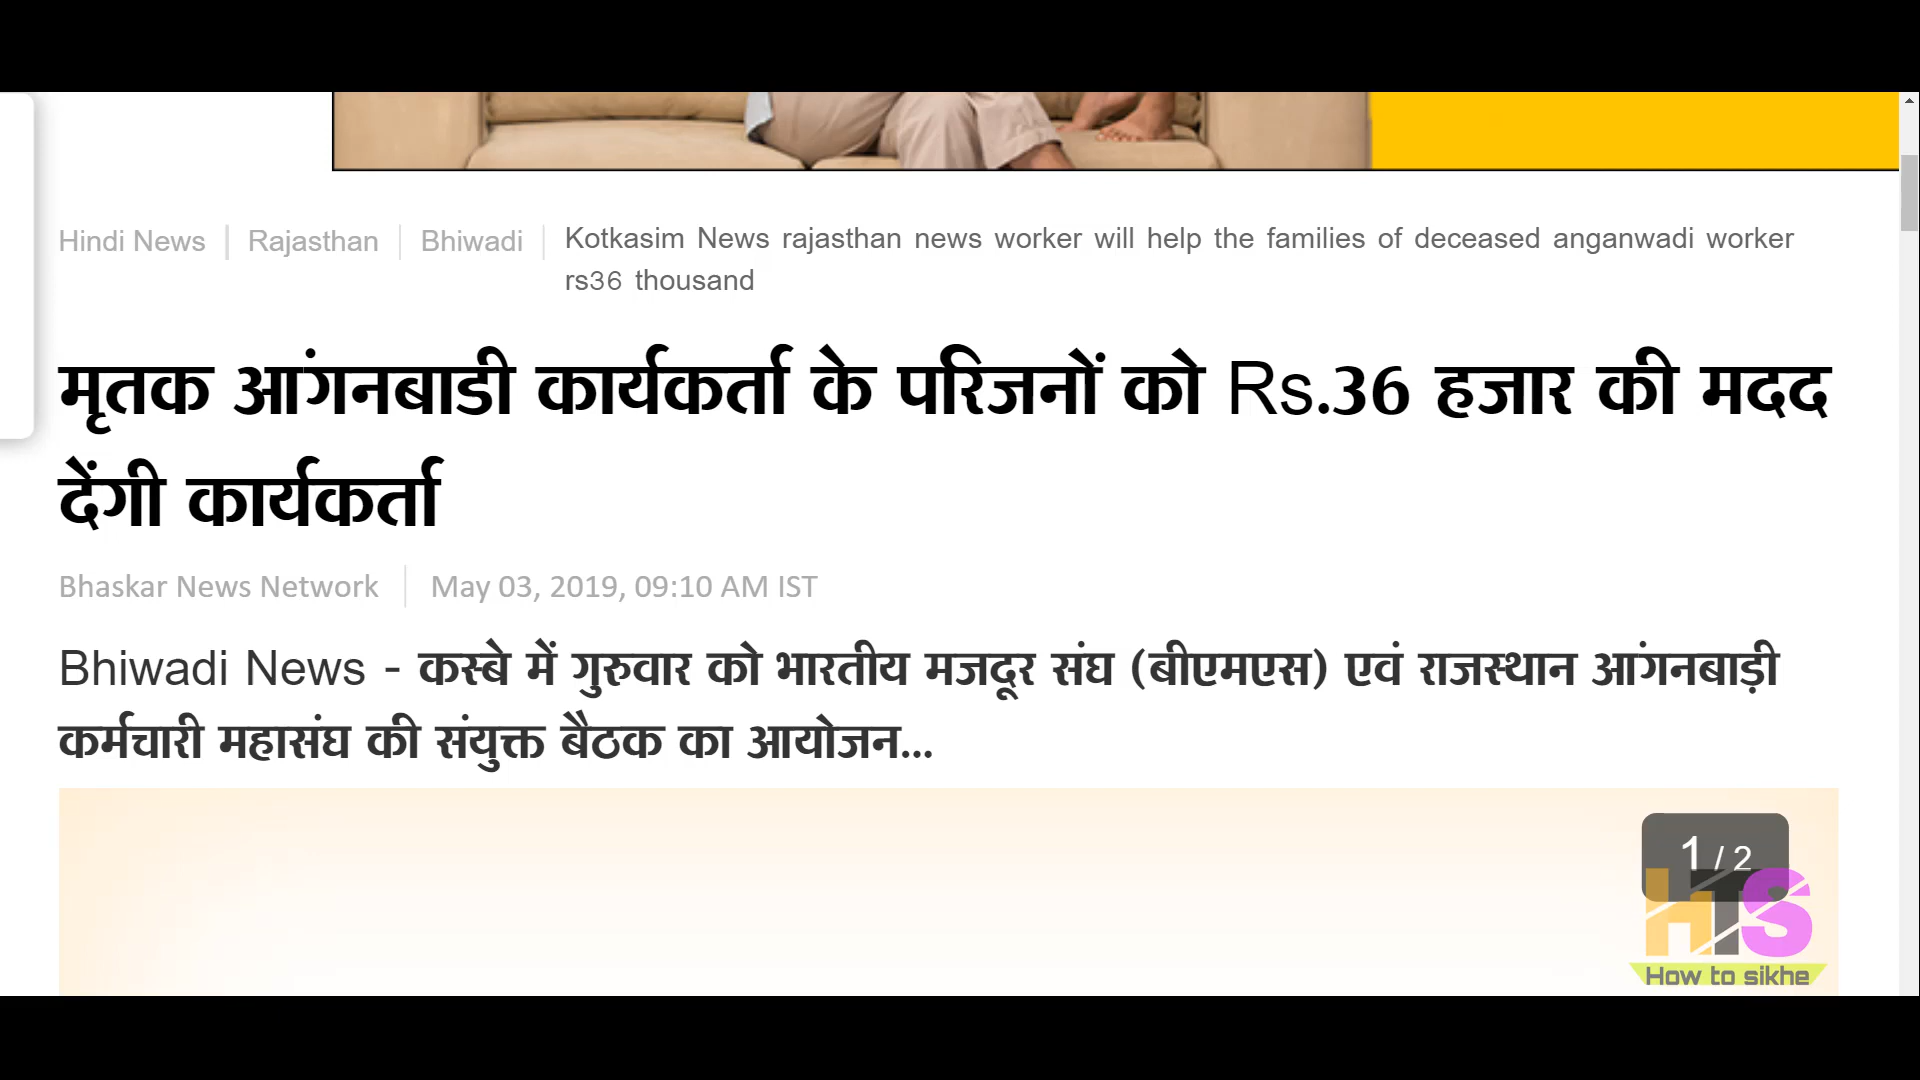 Hindi News | Rajasthan | Bhiwadi | Kotkasim News rajasthan news worker will help the families of deceased anganwadi worker
rs36 thousand
मृतक आंगनबाडी कार्यकर्ता के परिजनों को Rs.36 हजार की मदद
देंगी कार्यकर्ता
Bhaskar News Network | May 03, 2019, 09:10 AM IST
Bhiwadi News - कस्बे में गुरुवार को भारतीय मजदूर संघ (बीएमएस) एवं राजस्थान आंगनबाड़ी
कर्मचारी महासंघ की संयुक्त बैठक का आयोजन...
1 / 2
HTS
How to sikhe